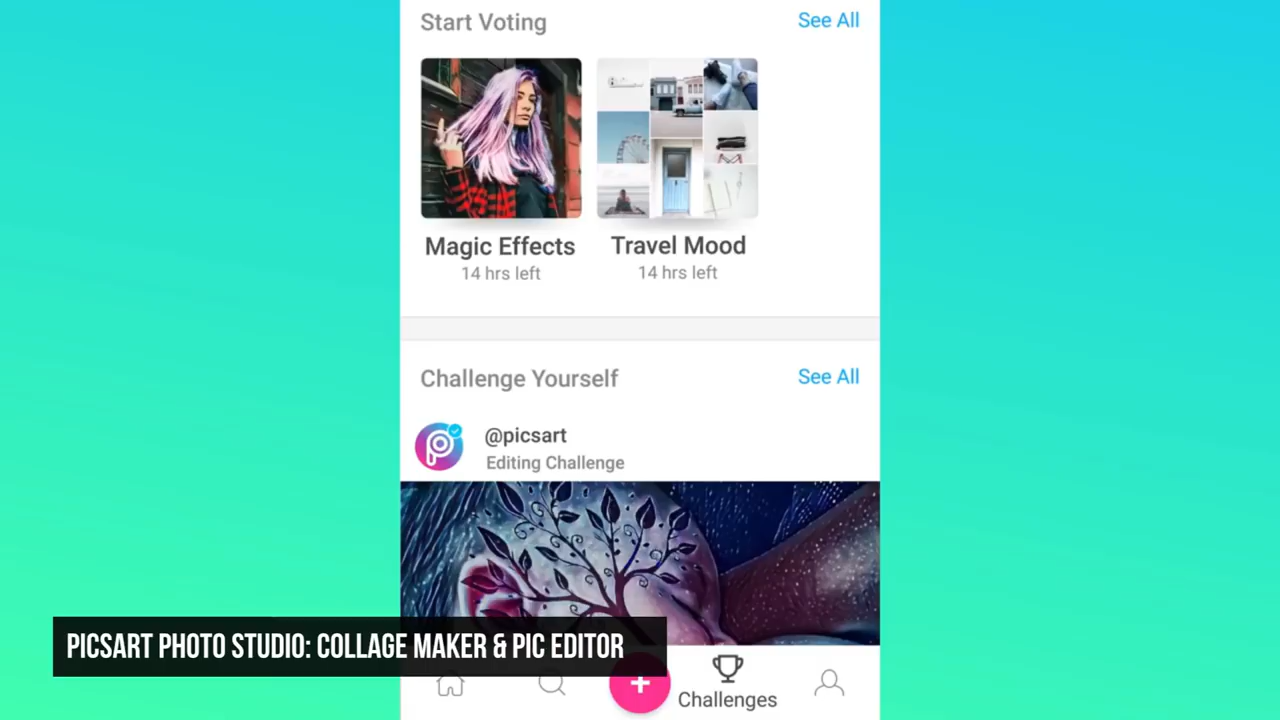 Start Voting
See All
Magic Effects
Travel Mood
14 hrs left
14 hrs left
Challenge Yourself
See All
@picsart
Editing Challenge
PICSART PHOTO STUDIO: COLLAGE MAKER & PIC EDITOR
+
Challenges